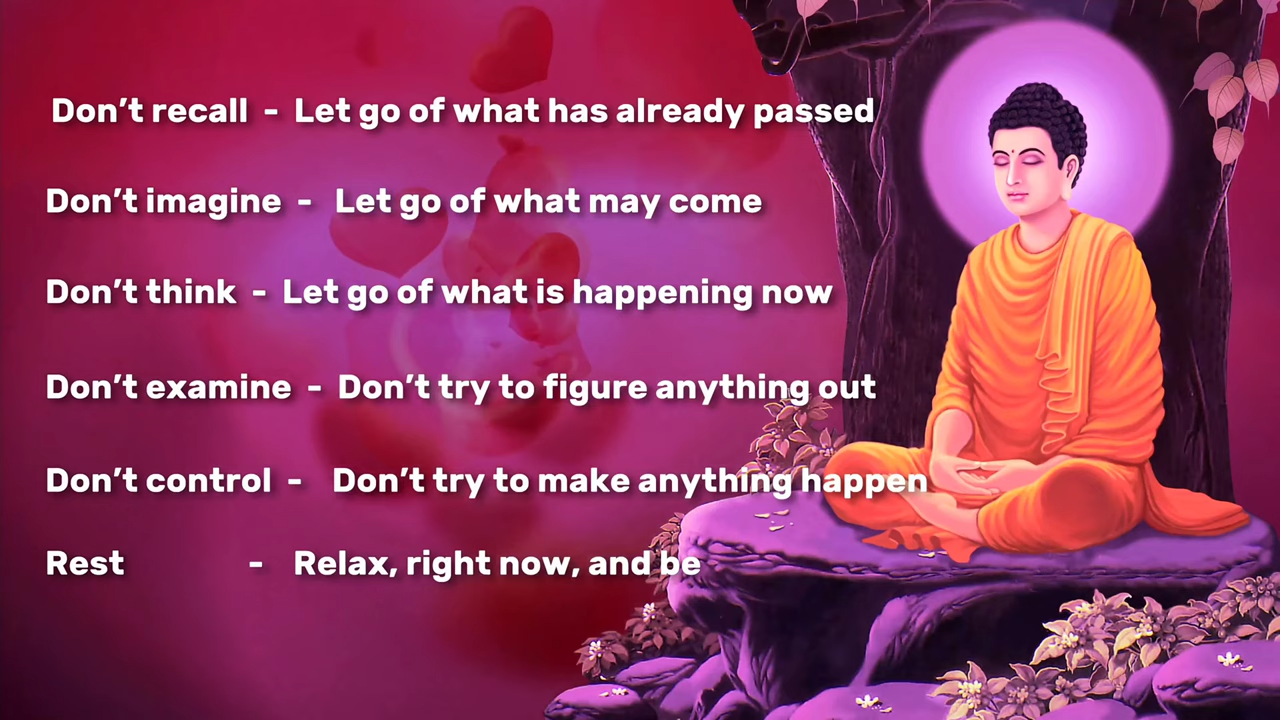 Don’t recall - Let go of what has already passed
Don’t imagine - Let go of what may come
Don’t think - Let go of what is happening now
Don’t examine - Don’t try to figure anything out
Don’t control - Don’t try to make anything happen
Rest - Relax, right now, and be